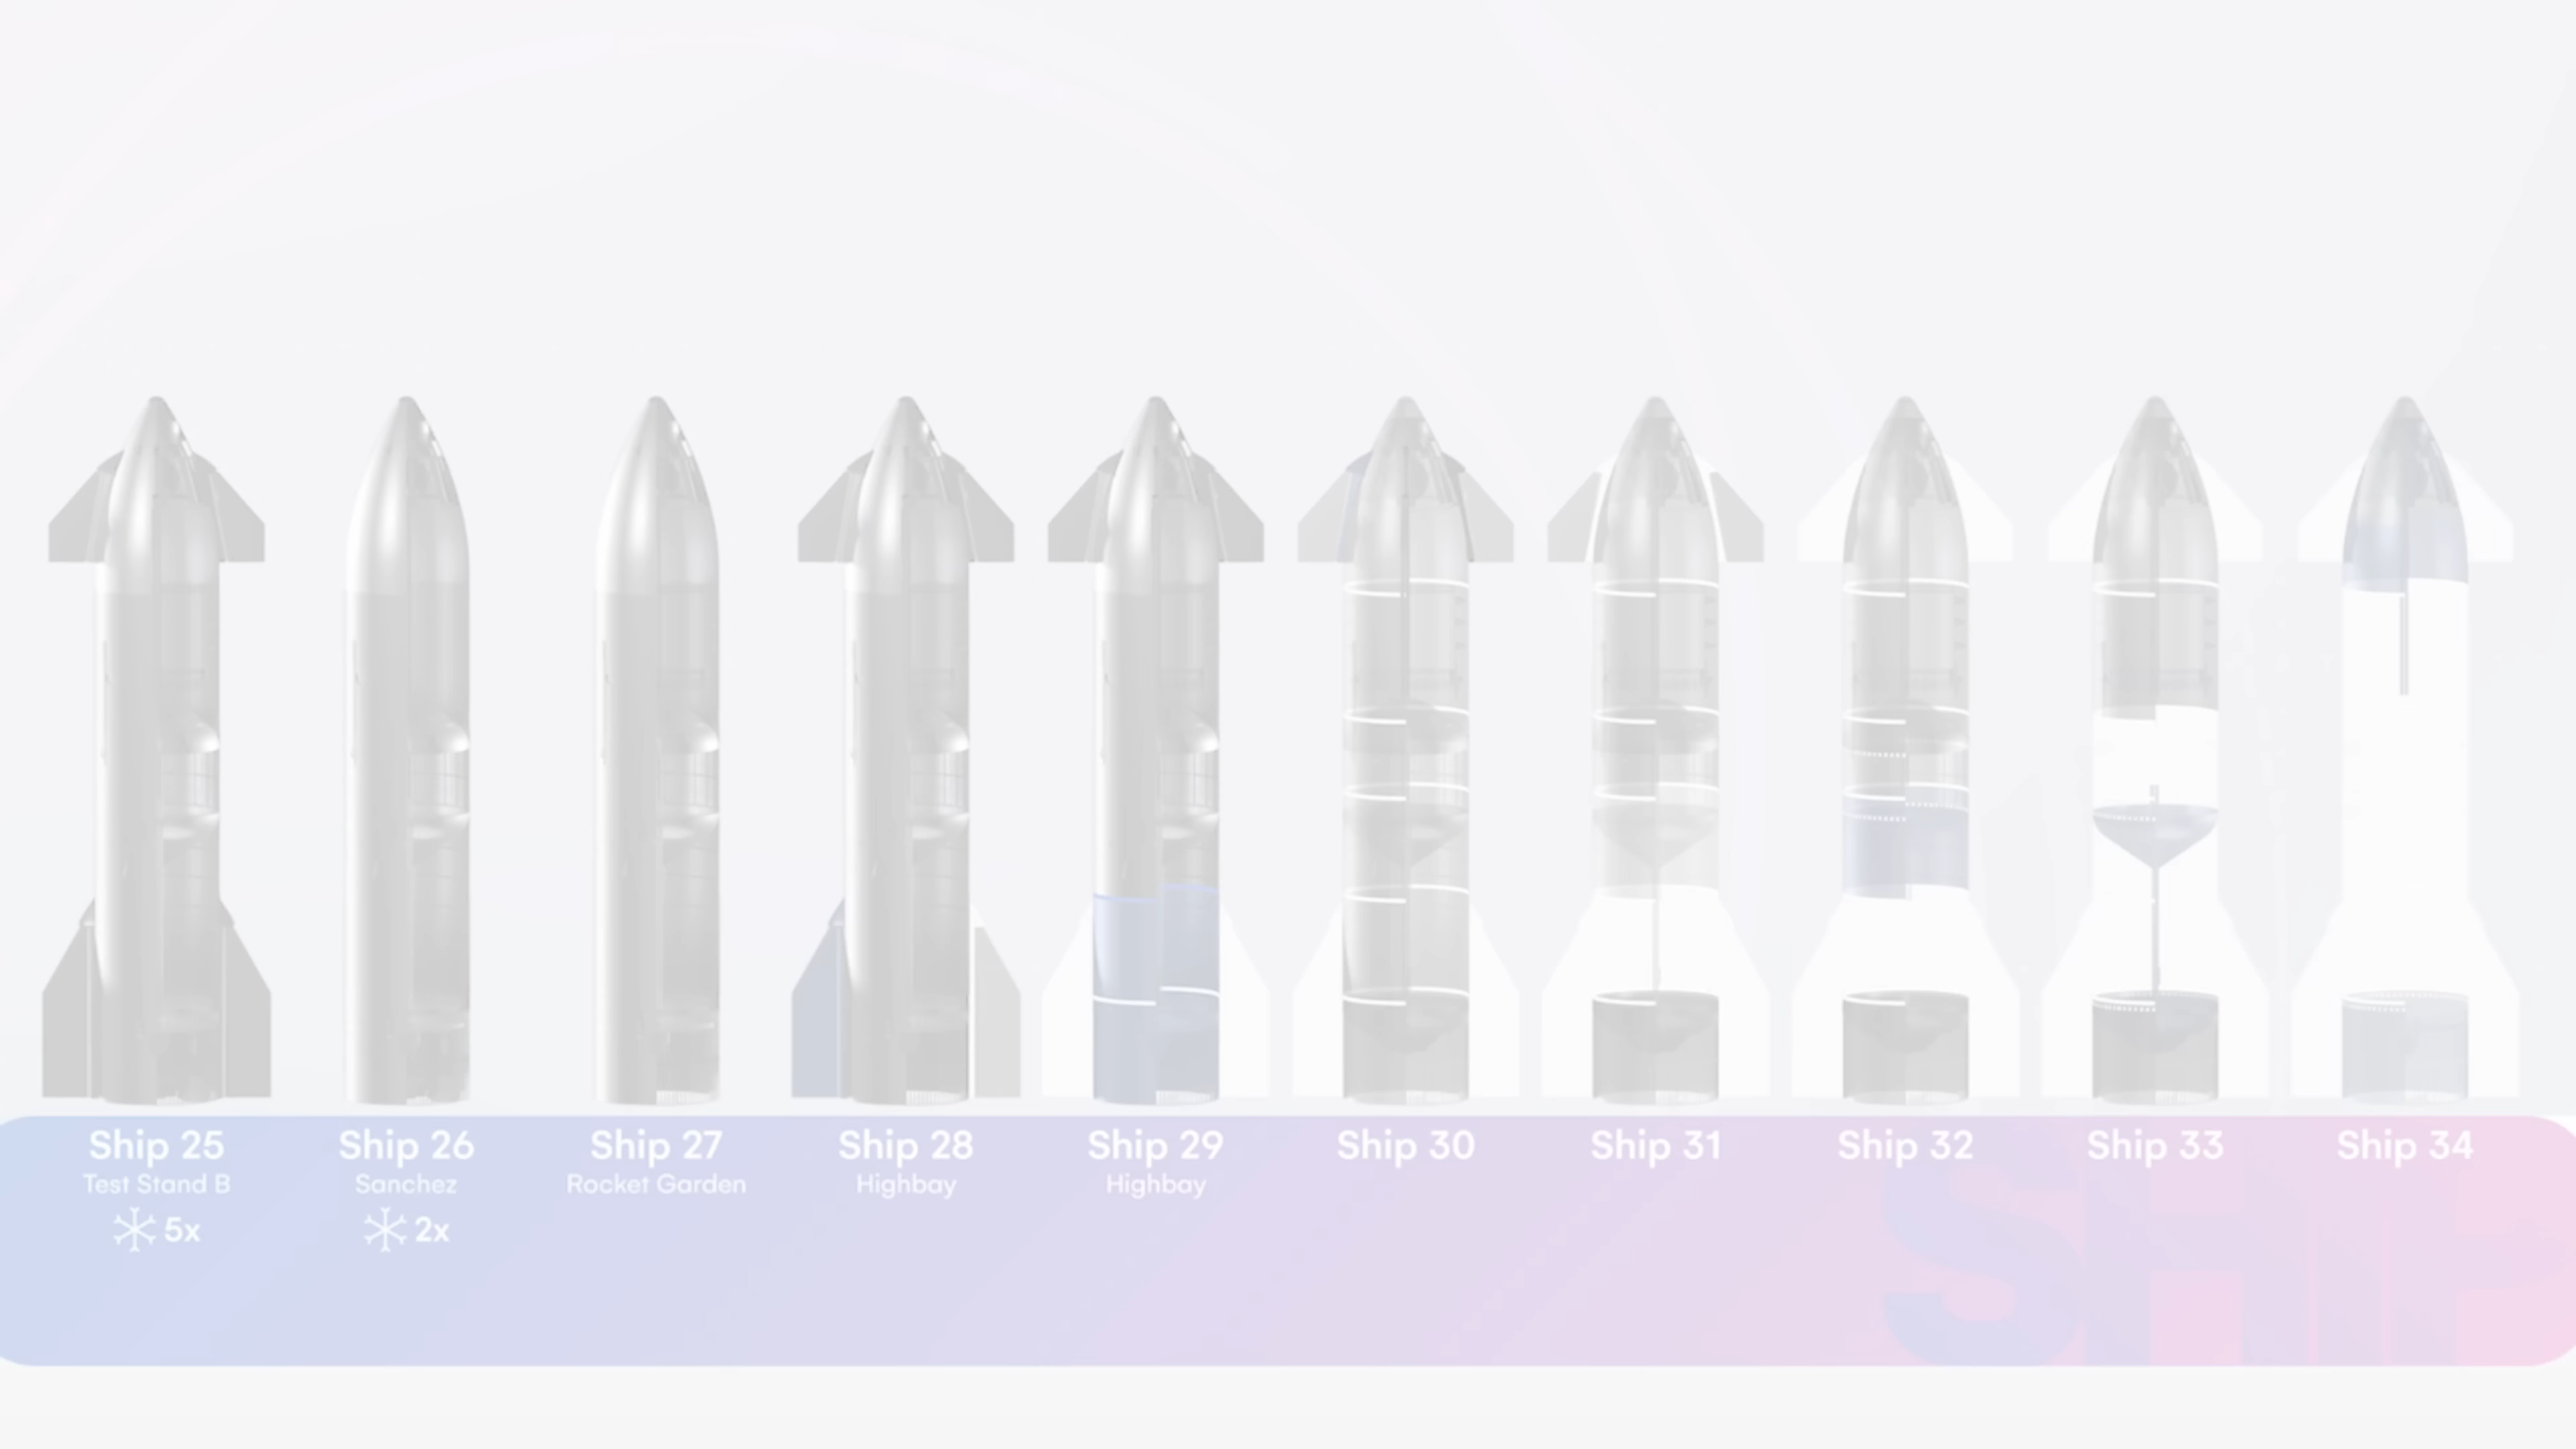 Ship 25
Test Stand B
5x
Ship 26
Sanchez
2x
Ship 27
Rocket Garden
Ship 28
Highbay
Ship 29
Highbay
Ship 30
Ship 31
Ship 32
Ship 33
Ship 34
SHIP